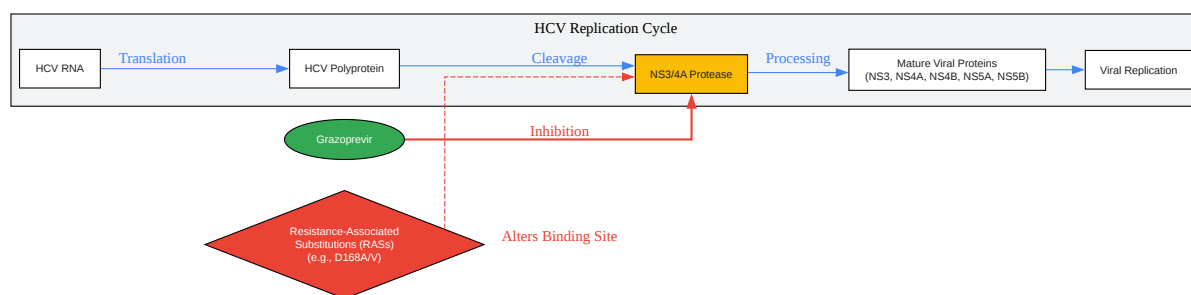 HCV Replication Cycle
HCV RNA
Translation
HCV Polyprotein
Cleavage
NS3/4A Protease
Processing
Mature Viral Proteins
(NS3, NS4A, NS4B, NS5A, NS5B)
Viral Replication
Grazoprevir
Inhibition
Resistance-Associated
Substitutions (RASs)
(e.g., D168A/V)
Alters Binding Site